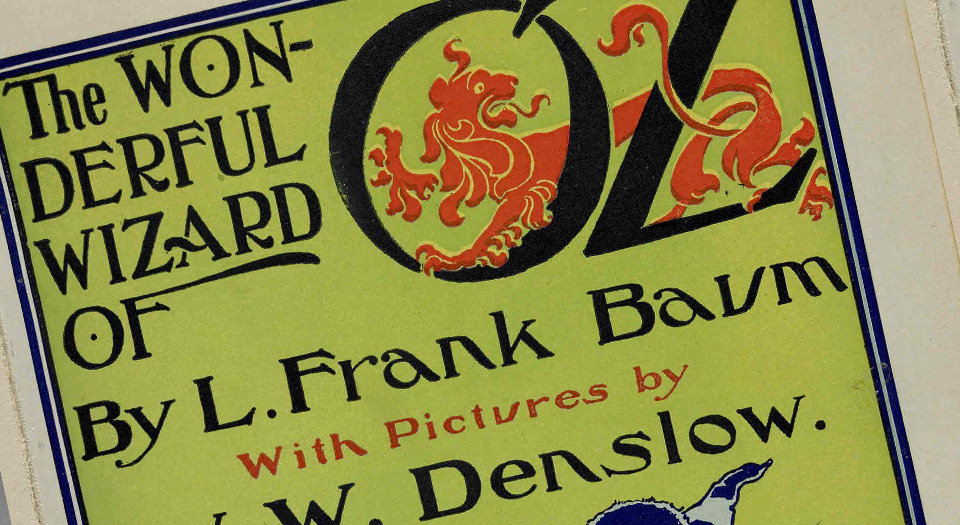 The WON-
DERFUL
WIZARD
OF
OZ
By L. Frank Baum
With Pictures by
W. Denslow.